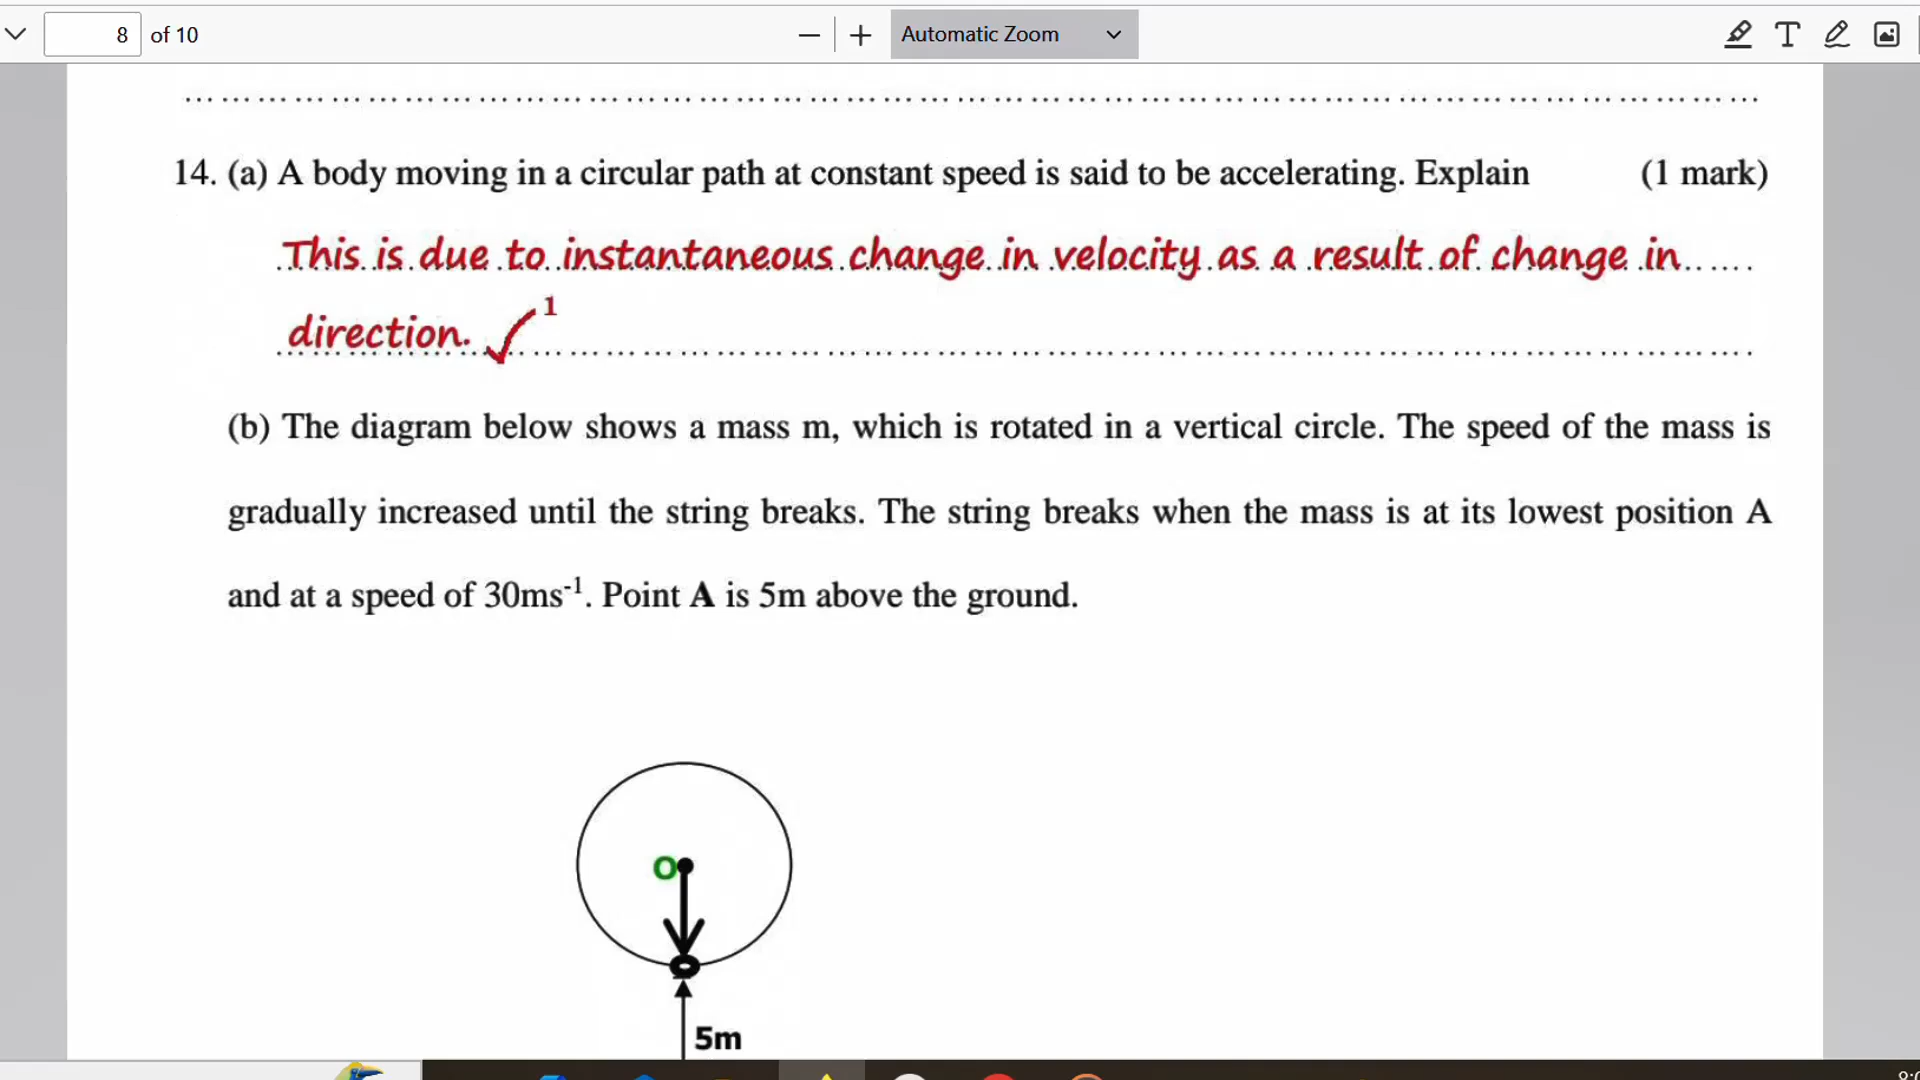 8 of 10
Automatic Zoom
14. (a) A body moving in a circular path at constant speed is said to be accelerating. Explain (1 mark)
This is due to instantaneous change in velocity as a result of change in
direction. 1
(b) The diagram below shows a mass m, which is rotated in a vertical circle. The speed of the mass is
gradually increased until the string breaks. The string breaks when the mass is at its lowest position A
and at a speed of 30ms⁻¹. Point A is 5m above the ground.
O
5m